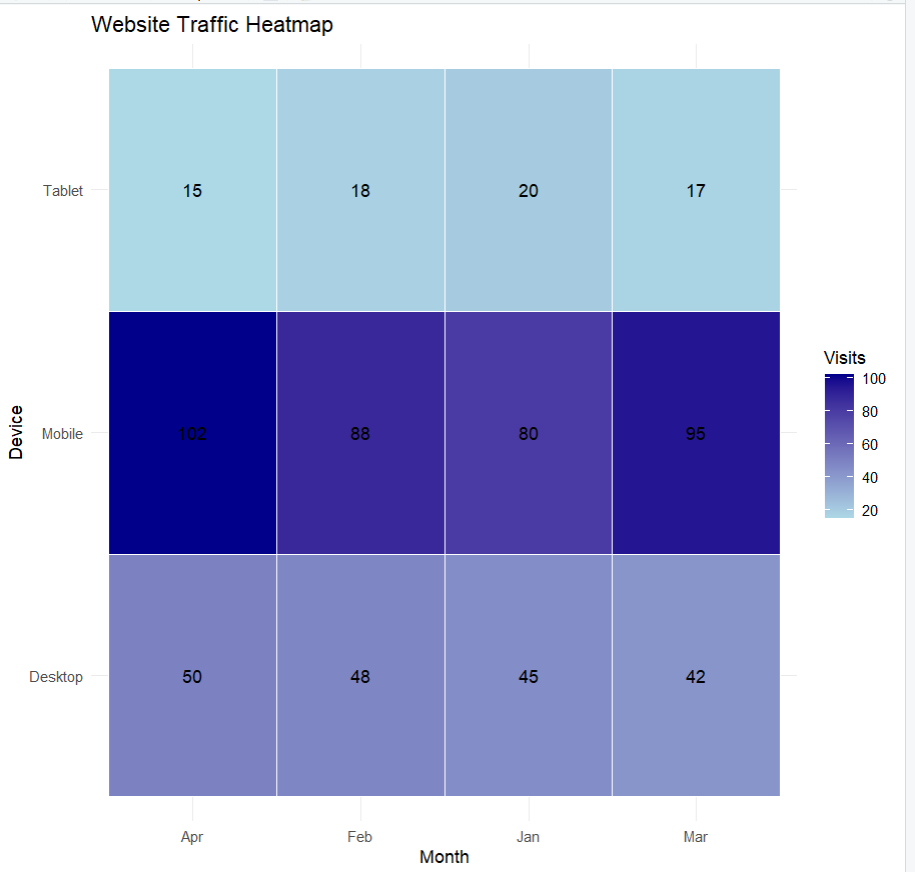 Website Traffic Heatmap
Tablet 15 18 20 17
Mobile 102 88 80 95
Desktop 50 48 45 42
Apr Feb Jan Mar
Month
Device
Visits
100
80
60
40
20